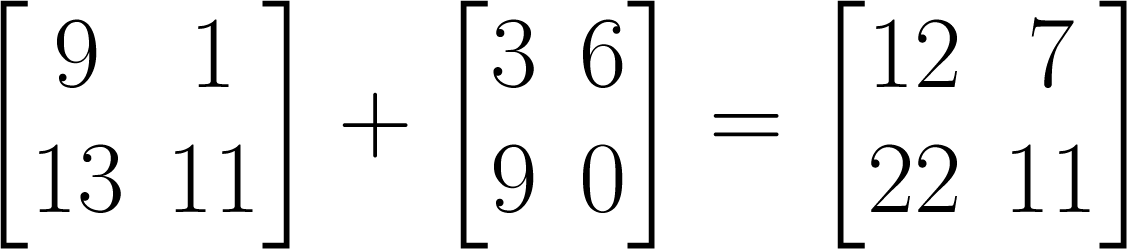 [9 1; 13 11] + [3 6; 9 0] = [12 7; 22 11]